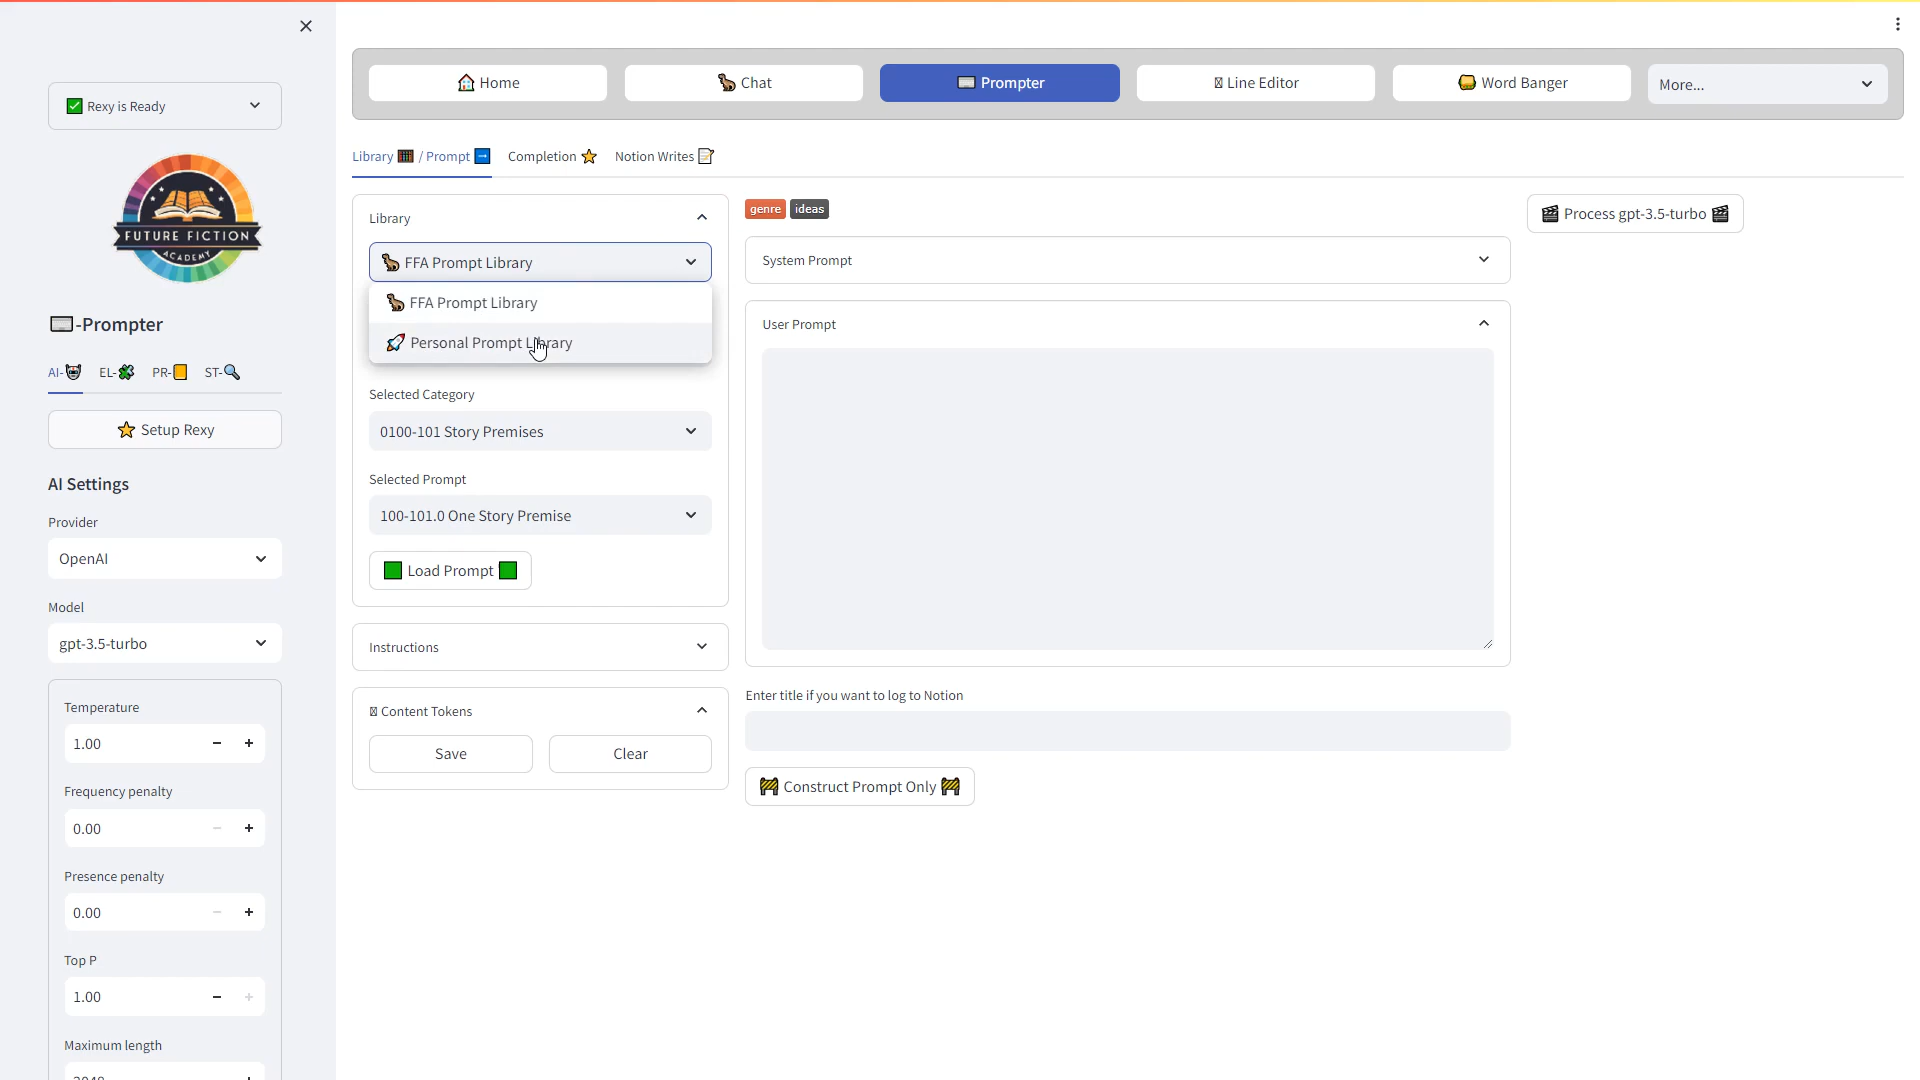 Rexy is Ready
FUTURE FICTION
ACADEMY
-Prompter
AI-
EL-
PR-
ST-
Setup Rexy
AI Settings
Provider
OpenAI
Model
gpt-3.5-turbo
Temperature
1.00
Frequency penalty
0.00
Presence penalty
0.00
Top P
1.00
Maximum length
Home
Chat
Prompter
Line Editor
Word Banger
More...
Library / Prompt
Completion
Notion Writes
Library
FFA Prompt Library
FFA Prompt Library
Personal Prompt Library
Selected Category
0100-101 Story Premises
Selected Prompt
100-101.0 One Story Premise
Load Prompt
Instructions
Content Tokens
Save
Clear
genre
ideas
System Prompt
User Prompt
Enter title if you want to log to Notion
Construct Prompt Only
Process gpt-3.5-turbo